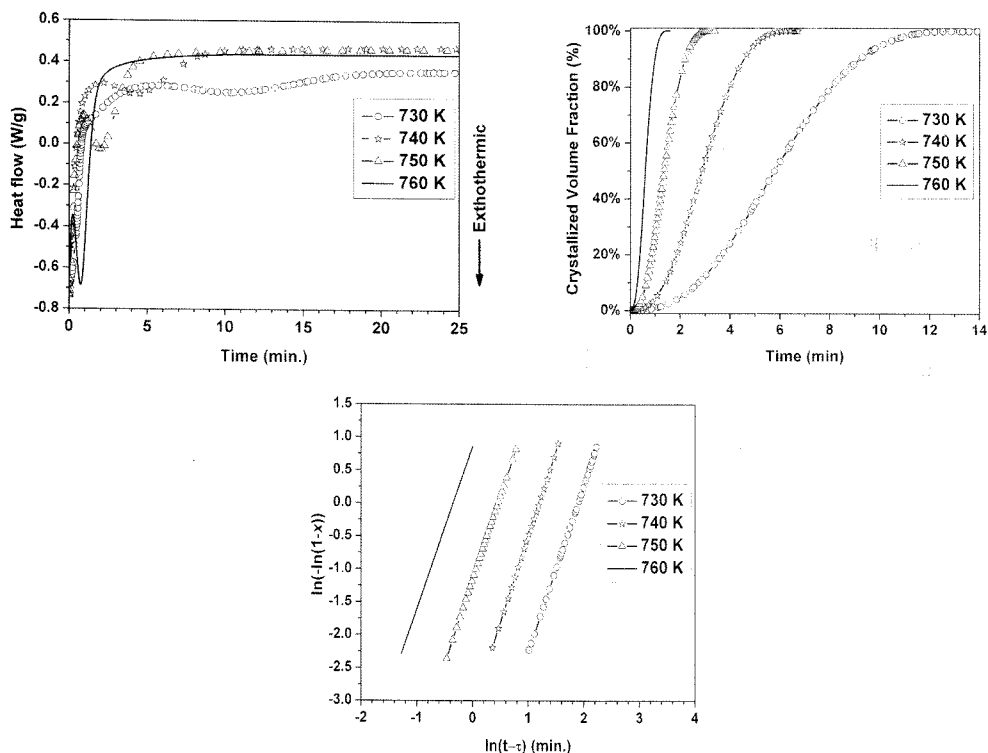 0.6
0.4
0.2
0.0
-0.2
-0.4
-0.6
-0.8
Heat flow (W/g)
0
5
10
15
20
25
Time (min.)
730 K
740 K
750 K
760 K
Exhothermic
100%
80%
60%
40%
20%
0%
Crystallized Volume Fraction (%)
0
2
4
6
8
10
12
14
Time (min)
730 K
740 K
750 K
760 K
1.5
1.0
0.5
0.0
-0.5
-1.0
-1.5
-2.0
-2.5
-3.0
ln(-ln(1-x))
-2
-1
0
1
2
3
4
ln(t-τ) (min.)
730 K
740 K
750 K
760 K